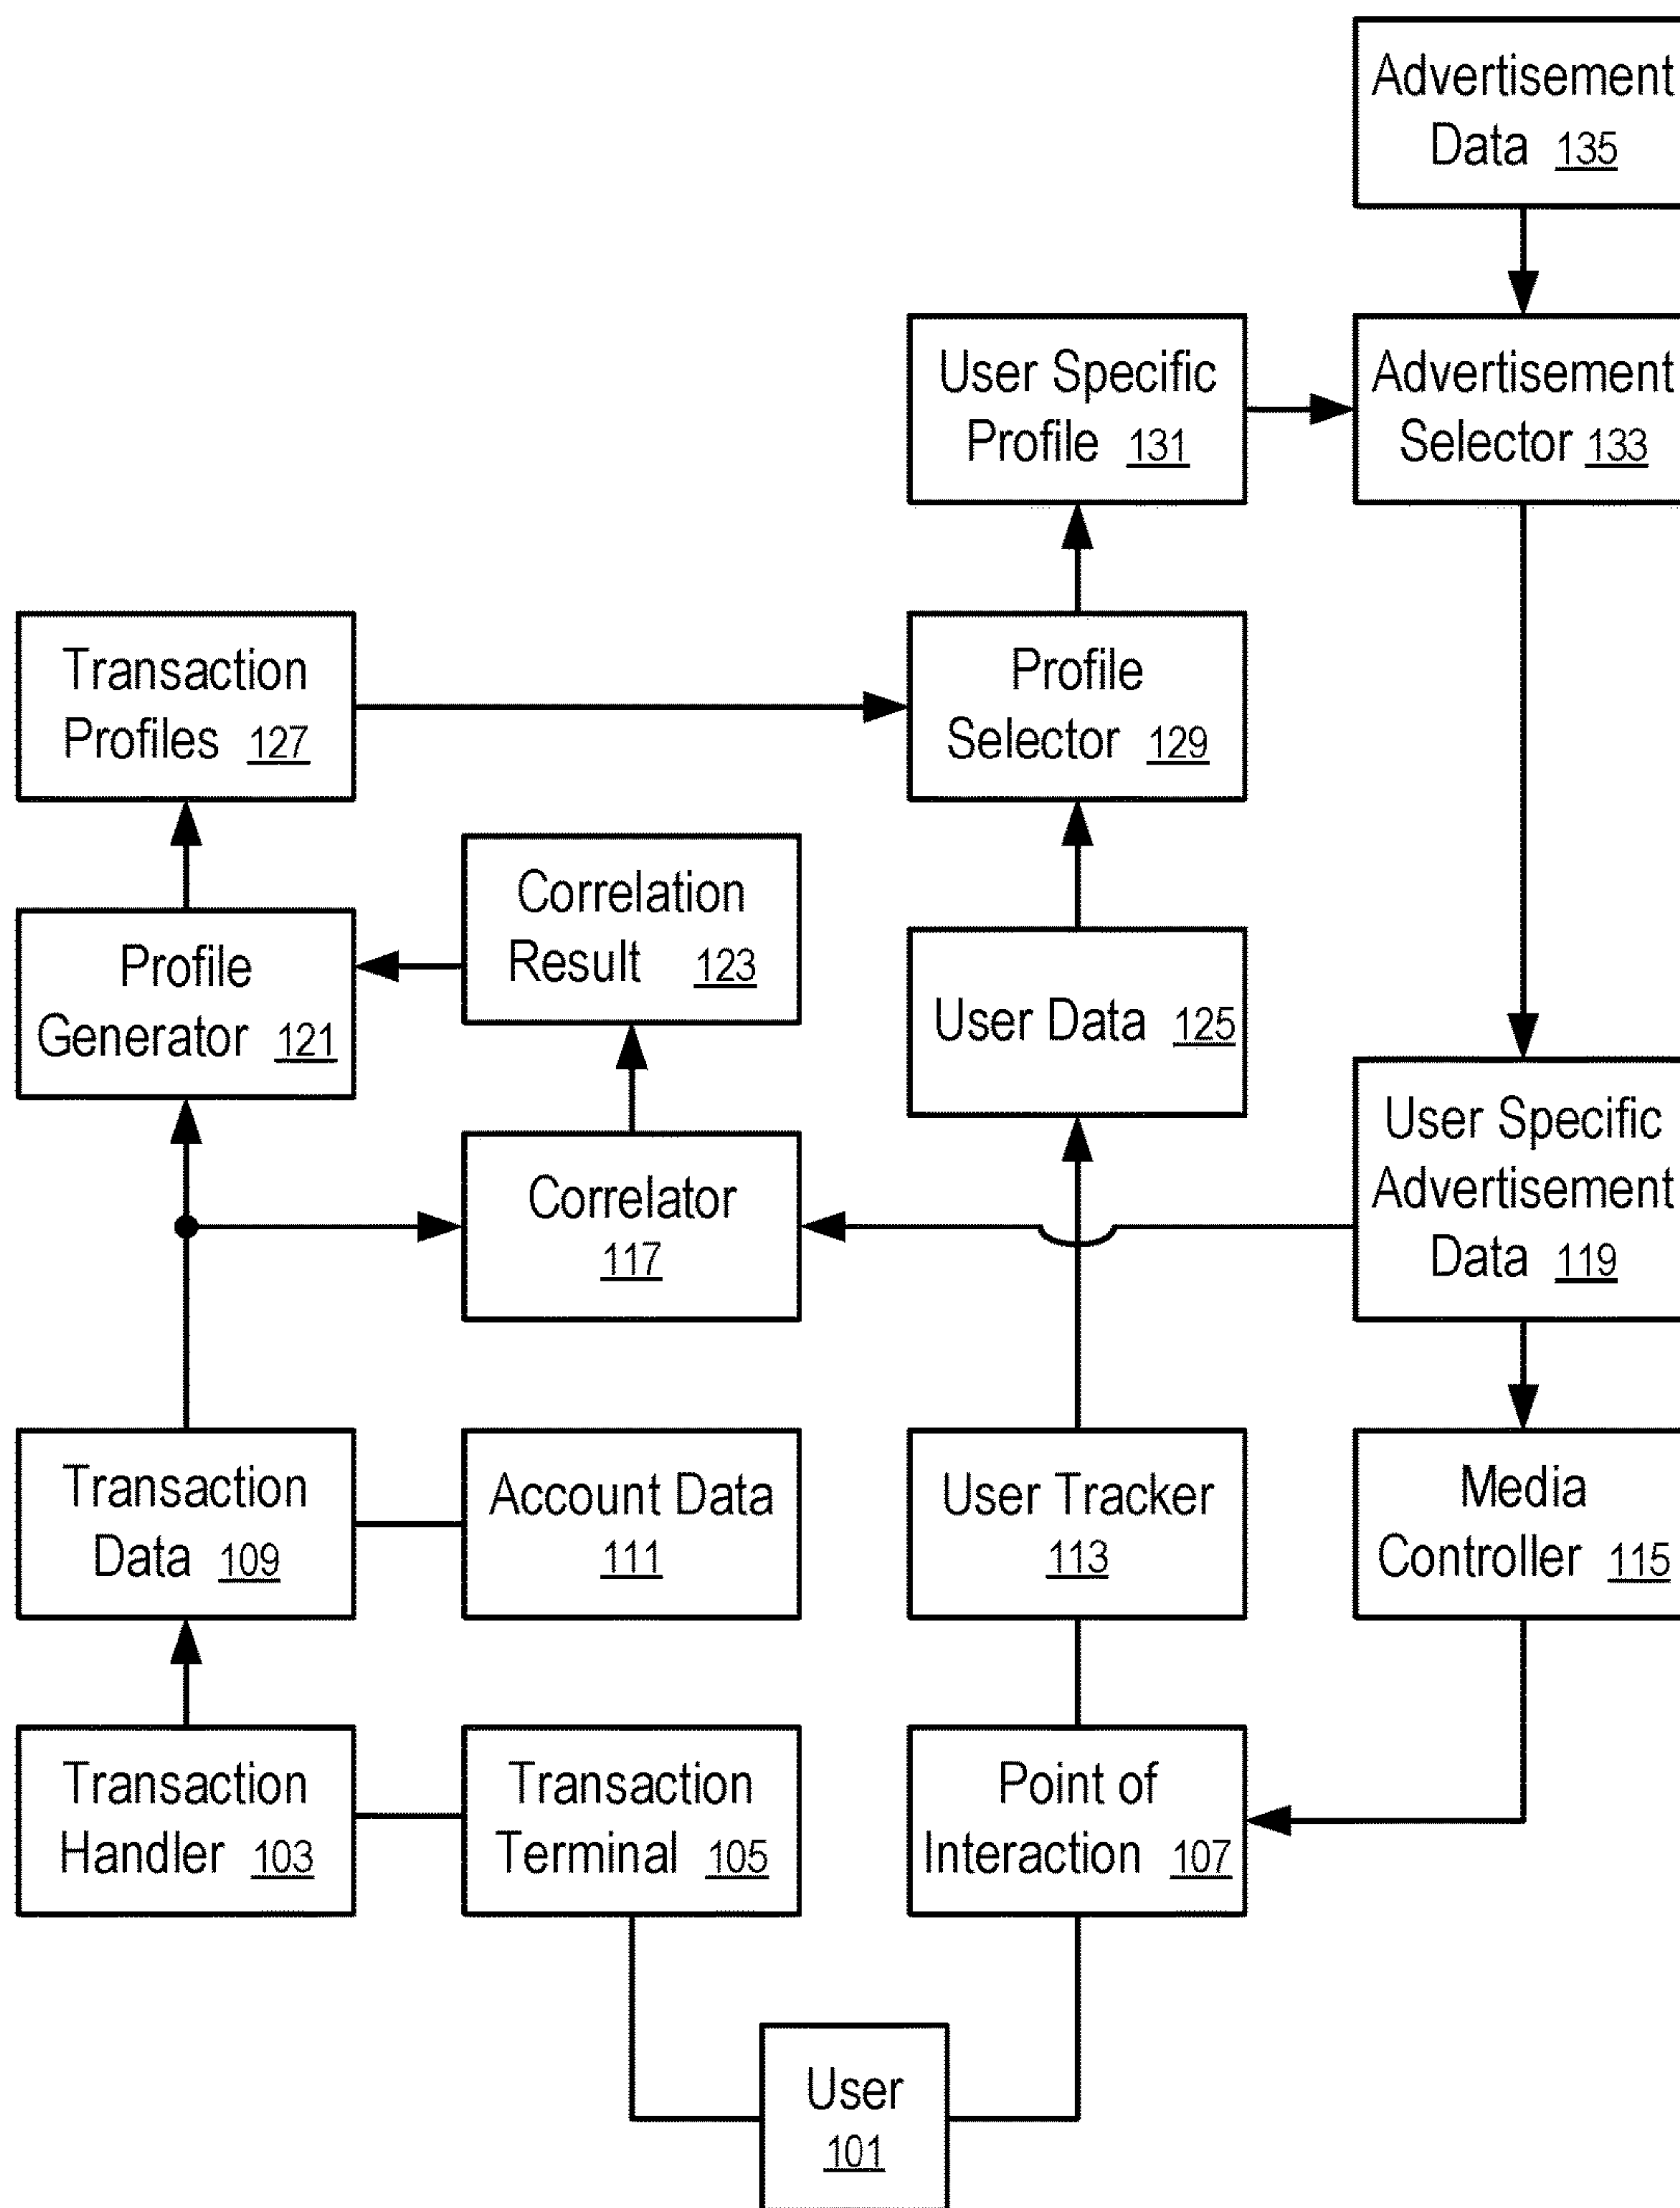 Advertisement
Data 135
User Specific
Profile 131
Advertisement
Selector 133
Transaction
Profiles 127
Profile
Selector 129
Correlation
Result 123
Profile
Generator 121
User Data 125
User Specific
Advertisement
Data 119
Correlator
117
Transaction
Data 109
Account Data
111
User Tracker
113
Media
Controller 115
Transaction
Handler 103
Transaction
Terminal 105
Point of
Interaction 107
User
101